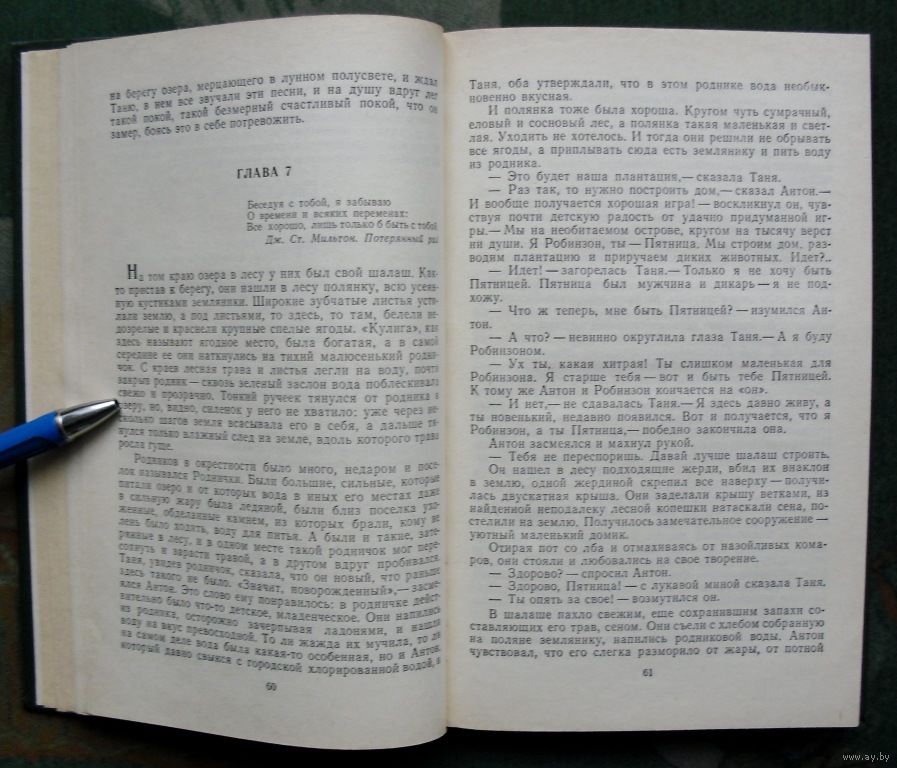 на берегу озера, мерцающего в лунном полусвете, и ждал
Таню, в нем все звучали эти песни, и на душу вдруг лег
такой покой, такой безмерный счастливый покой, что он
замер, боясь это в себе потревожить.
ГЛАВА 7
Беседуя с тобой, я забываю
О времени и всяких переменах:
Все хорошо, лишь только б быть с тобой.
Дж. Ст. Мильтон. Потерянный рай
На том краю озера в лесу у них был свой шалаш. Как-
то пристав к берегу, они нашли в лесу полянку, всю усе-
янную кустиками земляники. Широкие зубчатые листья усти-
лали землю, а под листьями, то здесь, то там, белели не-
дозрелые и краснели крупные спелые ягоды. «Кулига», как
здесь называют ягодное место, была богатая, а в самой
середине ее они наткнулись на тихий малюсенький родни-
чок. С краев лесная трава и листья легли на воду, почти
закрыв родник — сквозь зеленый заслон вода поблескивала
свежо и прозрачно. Тонкий ручеек тянулся от родника к
озеру, но, видно, силенок у него не хватило: уже через не-
сколько шагов земля всасывала его в себя, а дальше тя-
нулся только влажный след на земле, вдоль которого трава
росла гуще.
Родников в окрестности было много, недаром и посе-
лок назывался Роднички. Были большие, сильные, которые
питали озеро и от которых вода в иных его местах даже
в сильную жару была ледяной, были близ поселка ухо-
женные, обделанные камнем, из которых брали, кому не
лень было ходить, воду для питья. А были и такие, зате-
рянные в лесу, и в одном месте такой родничок мог пере-
сохнуть и зарасти травой, а в другом вдруг пробивался.
Таня, увидев родничок, сказала, что он новый, что раньше
здесь такого не было. «Значит, новорожденный»,— засме-
ялся Антон. Это слово ему понравилось: в родничке дейст-
вительно было что-то детское, младенческое. Они напились
из родника, осторожно зачерпывая ладонями, и нашли
воду на вкус превосходной. То ли жажда их мучила, то ли
на самом деле вода была какая-то особенная, но и Антон,
который давно свыкся с городской хлорированной водой, и
60
Таня, оба утверждали, что в этом роднике вода необык-
новенно вкусная.
И полянка тоже была хороша. Кругом чуть сумрачный,
еловый и сосновый лес, а полянка такая маленькая и свет-
лая. Уходить не хотелось. И тогда они решили не обрывать
все ягоды, а приплывать сюда есть землянику и пить воду
из родника.
— Это будет наша плантация,— сказала Таня.
— Раз так, то нужно построить дом,— сказал Антон.—
И вообще получается хорошая игра! — воскликнул он, чув-
ствуя почти детскую радость от удачно придуманной иг-
ры.— Мы на необитаемом острове, кругом на тысячу верст
ни души. Я Робинзон, ты — Пятница. Мы строим дом, раз-
водим плантацию и приручаем диких животных. Идет?..
— Идет! — загорелась Таня.— Только я не хочу быть
Пятницей. Пятница был мужчина и дикарь — я не под-
хожу.
— Что ж теперь, мне быть Пятницей? — изумился Ан-
тон.
— А что? — невинно округлила глаза Таня.— А я буду
Робинзоном.
— Ух ты, какая хитрая! Ты слишком маленькая для
Робинзона. Я старше тебя — вот и быть тебе Пятницей.
К тому же Антон и Робинзон кончается на «он».
— И нет,— не сдавалась Таня.— Я здесь давно живу, а
ты новенький, недавно появился. Вот и получается, что я
Робинзон, а ты Пятница,— победно закончила она.
Антон засмеялся и махнул рукой.
— Тебя не переспоришь. Давай лучше шалаш строить.
Он нашел в лесу подходящие жерди, вбил их внаклон
в землю, одной жердиной скрепил все наверху — получи-
лась двускатная крыша. Они заделали крышу ветками, из
найденной неподалеку лесной копешки натаскали сена, по-
стелили на землю. Получилось замечательное сооружение —
уютный маленький домик.
Отирая пот со лба и отмахиваясь от назойливых кома-
ров, они стояли и любовались на свое творение.
— Здорово? — спросил Антон.
— Здорово, Пятница! — с лукавой миной сказала Таня.
— Ты опять за свое! — возмутился он.
В шалаше пахло свежим, еще сохранившим запахи со-
ставляющих его трав, сеном. Они съели с хлебом собранную
на поляне землянику, напились родниковой воды. Антон
чувствовал, что его слегка разморило от жары, от потной
61
www.ay.by